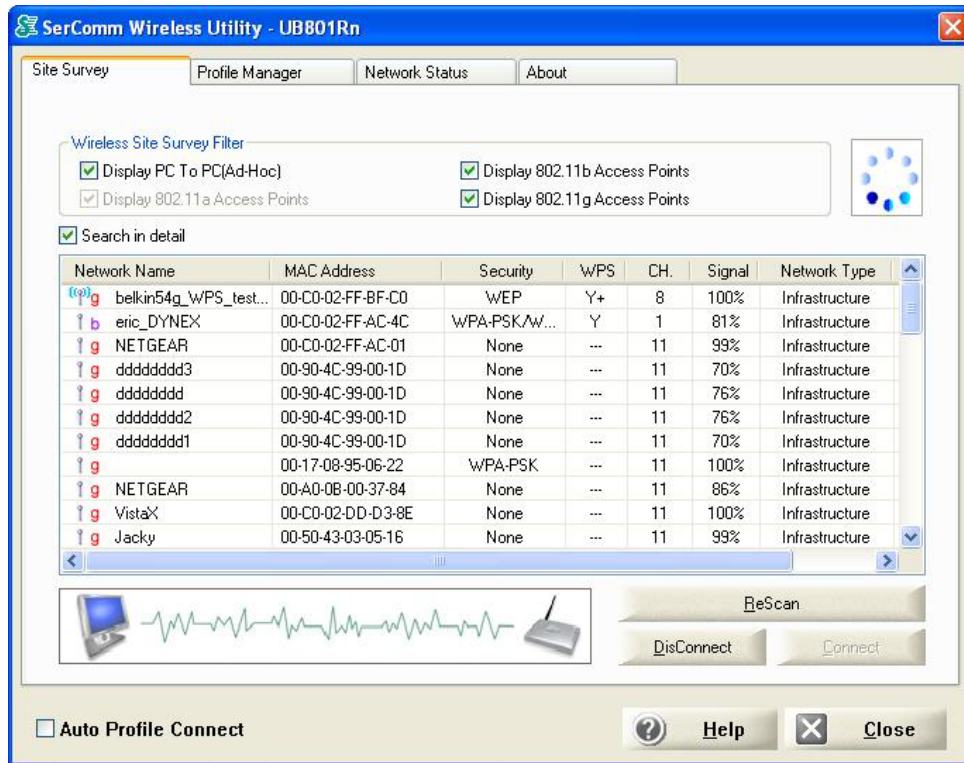 SerComm Wireless Utility - UB801Rn
Site Survey Profile Manager Network Status About
Wireless Site Survey Filter
Display PC To PC(Ad-Hoc) Display 802.11b Access Points
Display 802.11a Access Points Display 802.11g Access Points
Search in detail
Network Name MAC Address Security WPS CH. Signal Network Type
g belkin54g_WPS_test... 00-C0-02-FF-BF-C0 WEP Y+ 8 100% Infrastructure
b eric_DYNEX 00-C0-02-FF-AC-4C WPA-PSK/W... Y 1 81% Infrastructure
g NETGEAR 00-C0-02-FF-AC-01 None --- 11 99% Infrastructure
g dddddddd3 00-90-4C-99-00-1D None --- 11 70% Infrastructure
g dddddddd 00-90-4C-99-00-1D None --- 11 76% Infrastructure
g dddddddd2 00-90-4C-99-00-1D None --- 11 76% Infrastructure
g dddddddd1 00-90-4C-99-00-1D None --- 11 70% Infrastructure
g 00-17-08-95-06-22 WPA-PSK --- 11 100% Infrastructure
g NETGEAR 00-A0-0B-00-37-84 None --- 11 86% Infrastructure
g VistaX 00-C0-02-DD-D3-8E None --- 11 100% Infrastructure
g Jacky 00-50-43-03-05-16 None --- 11 99% Infrastructure
ReScan
DisConnect Connect
Auto Profile Connect Help Close